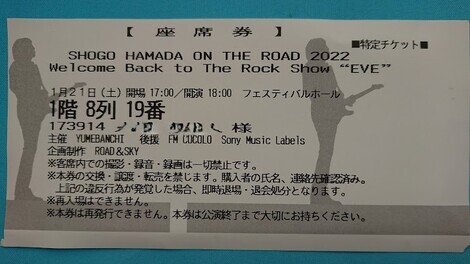 【 座 席 券 】
■特定チケット■
SHOGO HAMADA ON THE ROAD 2022
Welcome Back to The Rock Show “EVE”
1月21日(土)開場 17:00/開演 18:00 フェスティバルホール
1階 8列 19番
173914 様
主催 YUMEBANCHI 後援 FM COCOLO Sony Music Labels
企画制作 ROAD&SKY
※客席内での撮影・録音・録画は一切禁止です。
※本券の交換・譲渡・転売を禁じます。購入者の氏名、連絡先確認済み。
上記の違反行為が発覚した場合、即時退場・退会処分となります。
※再入場はできません。
※本券は再発行できません。本券は公演終了まで大切にお持ちください。